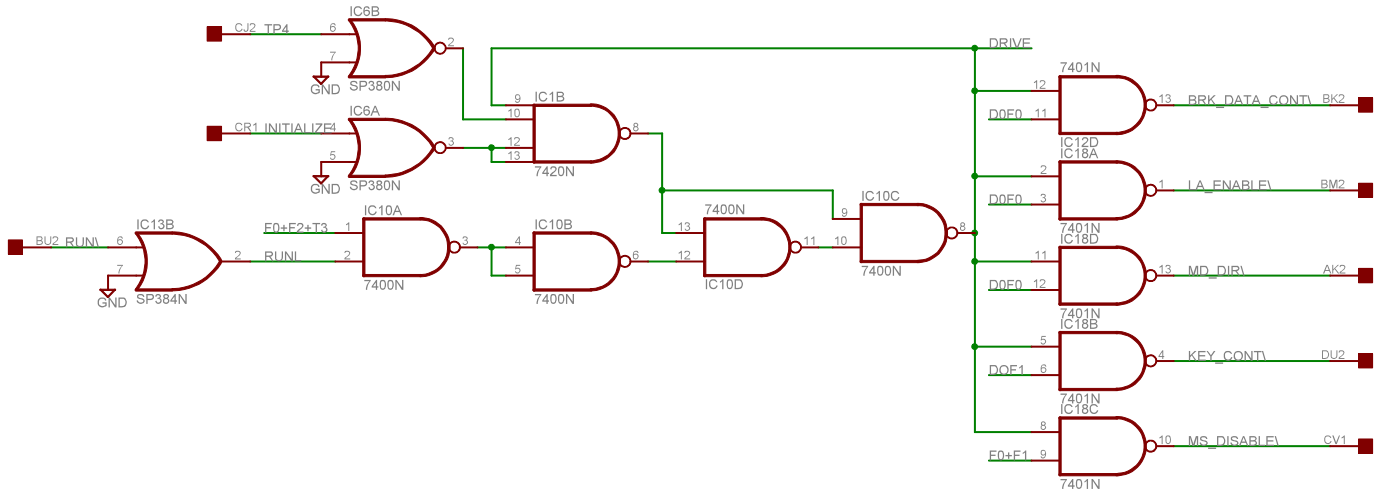 IC6B
CJ2 TP4 6 2
7
GND SP380N
IC6A
CR1 INITIALIZE 4 3
5
GND SP380N
IC1B
9
10
12
13
8
7420N
IC13B
BU2 RUN\ 6 2
7
GND SP384N
IC10A
F0+F2+T3 1 3
RUNL 2
7400N
IC10B
4 6
5
7400N
7400N
13 11
12
IC10D
IC10C
9 8
10
7400N
DRIVE
7401N
12 13 BRK_DATA_CONT\ BK2
D0F0 11
IC12D
IC18A
2 1 LA_ENABLE\ BM2
D0F0 3
7401N
IC18D
11 13 MD_DIR\ AK2
D0F0 12
7401N
IC18B
5 4 KEY_CONT\ DU2
DOF1 6
7401N
IC18C
8 10 MS_DISABLE\ CV1
F0+F1 9
7401N